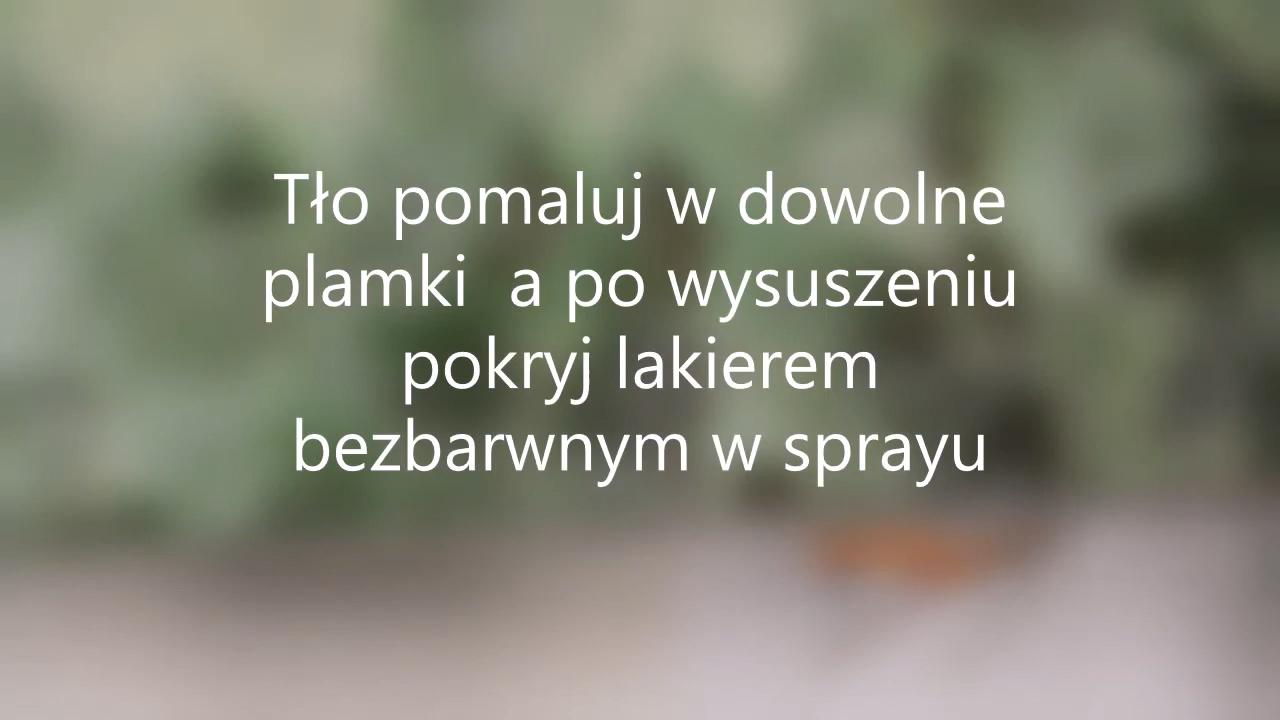 Tło pomaluj w dowolne
plamki  a po wysuszeniu
pokryj lakierem
bezbarwnym w sprayu